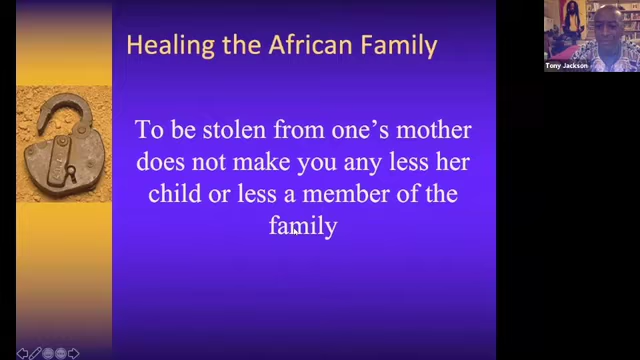 Healing the African Family
To be stolen from one's mother
does not make you any less her
child or less a member of the
family
Tony Jackson